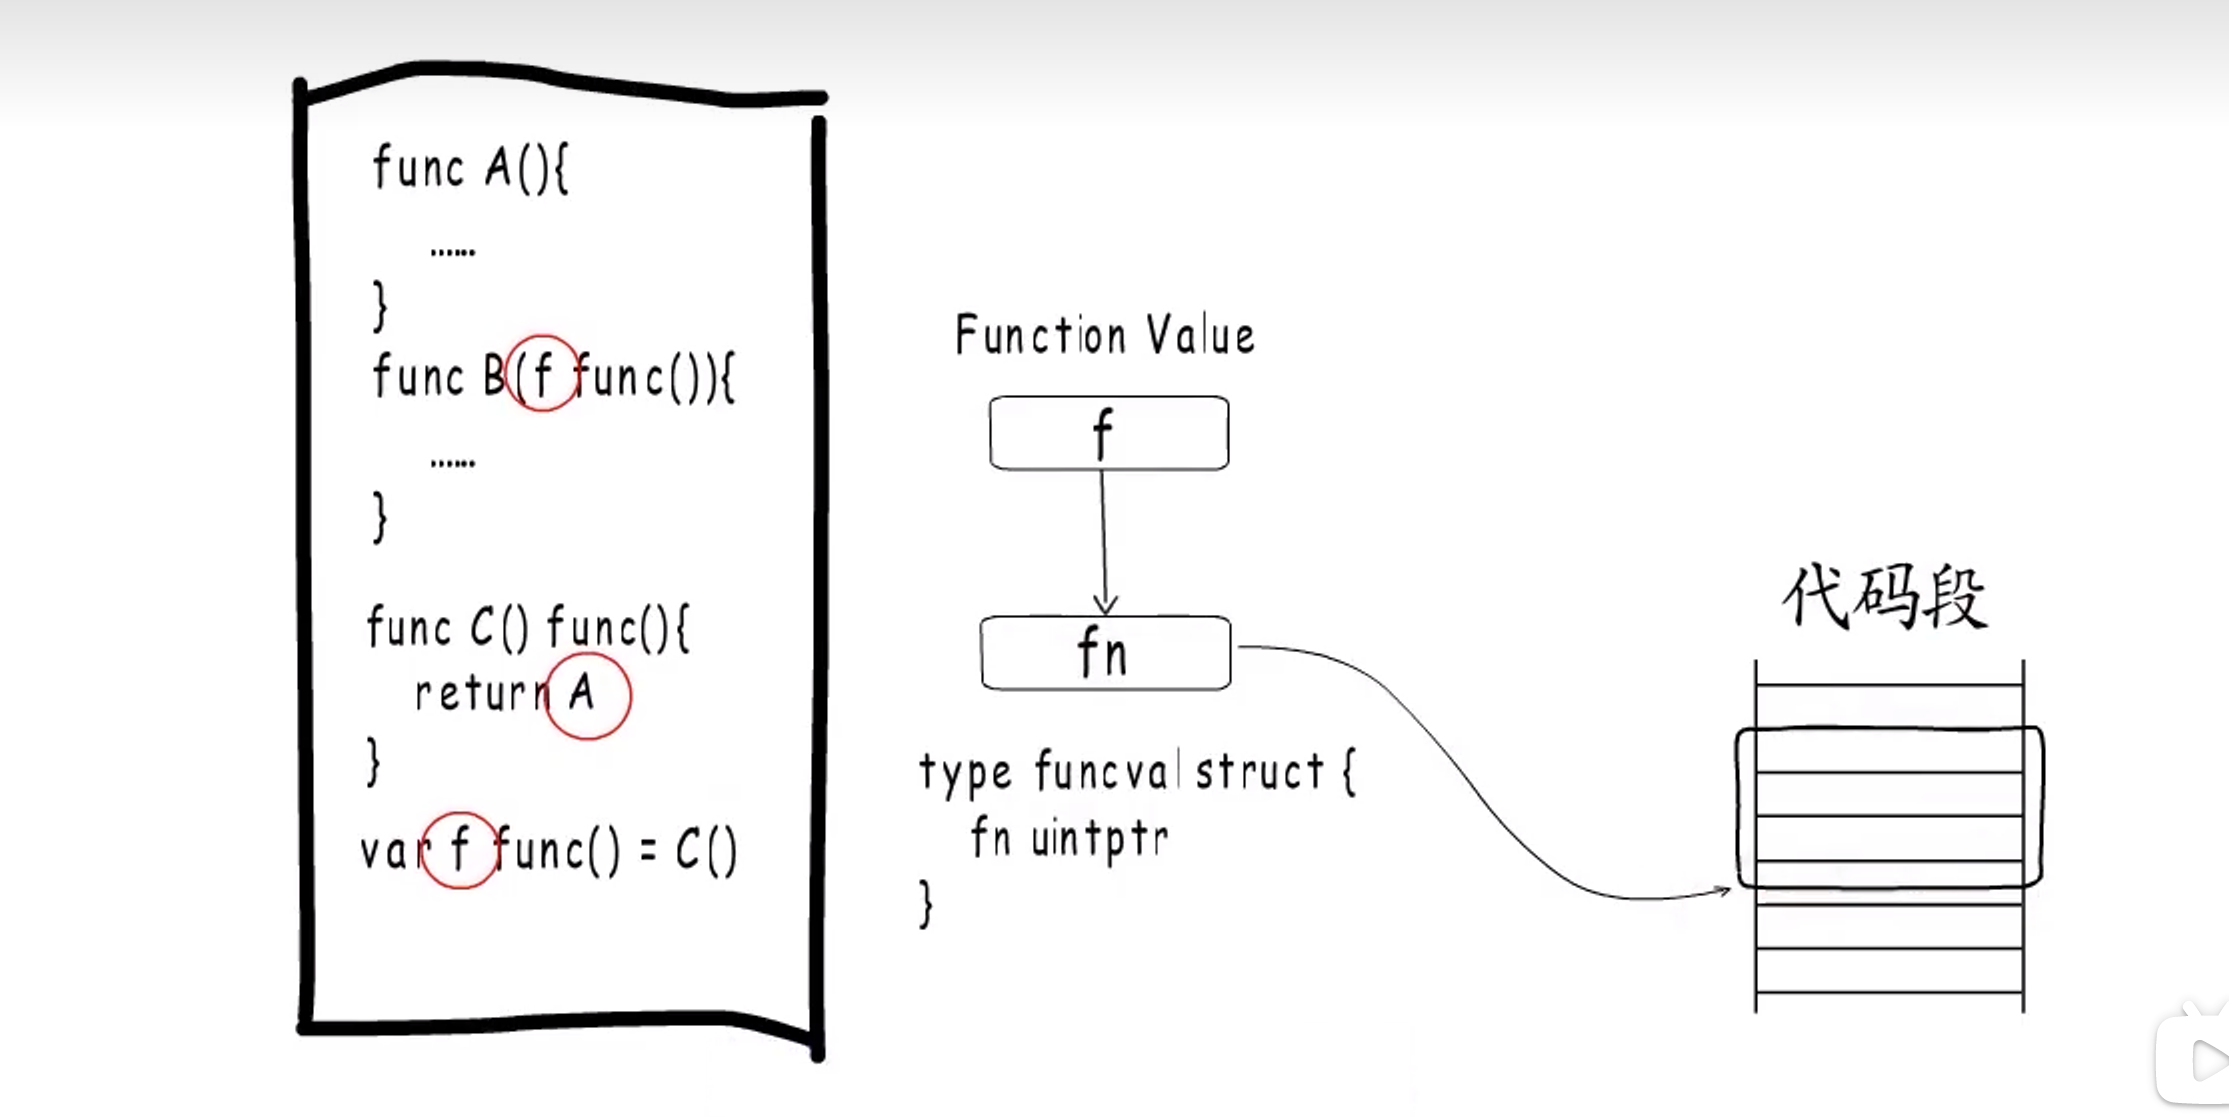 func A(){
......
}
func B(f func()){
......
}
func C() func(){
return A
}
var f func() = C()
Function Value
f
fn
type funcval struct {
fn uintptr
}
代码段